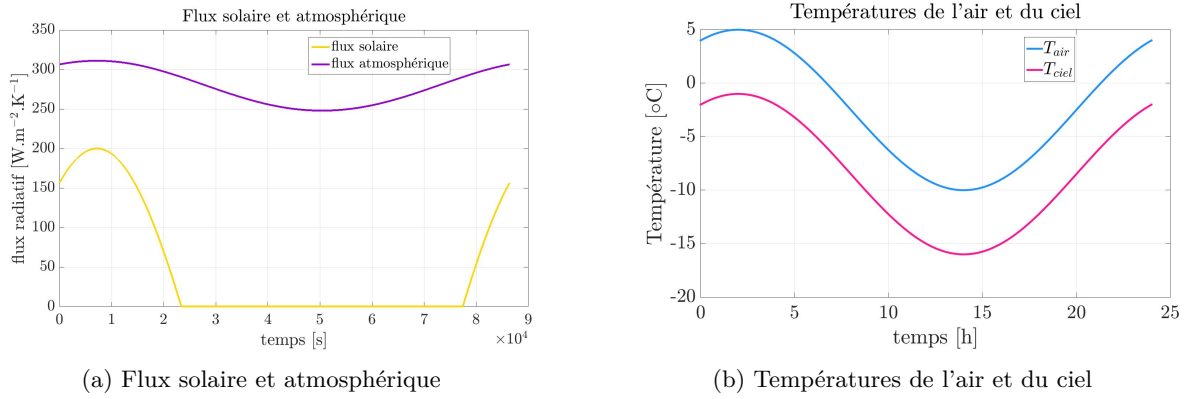 Flux solaire et atmosphérique
350
300
250
200
150
100
50
0
flux radiatif [W.m⁻².K⁻¹]
flux solaire
flux atmosphérique
0 1 2 3 4 5 6 7 8 9
×10⁴
temps [s]
(a) Flux solaire et atmosphérique
Températures de l'air et du ciel
5
0
-5
-10
-15
-20
Température [∘C]
T_air
T_ciel
0 5 10 15 20 25
temps [h]
(b) Températures de l'air et du ciel